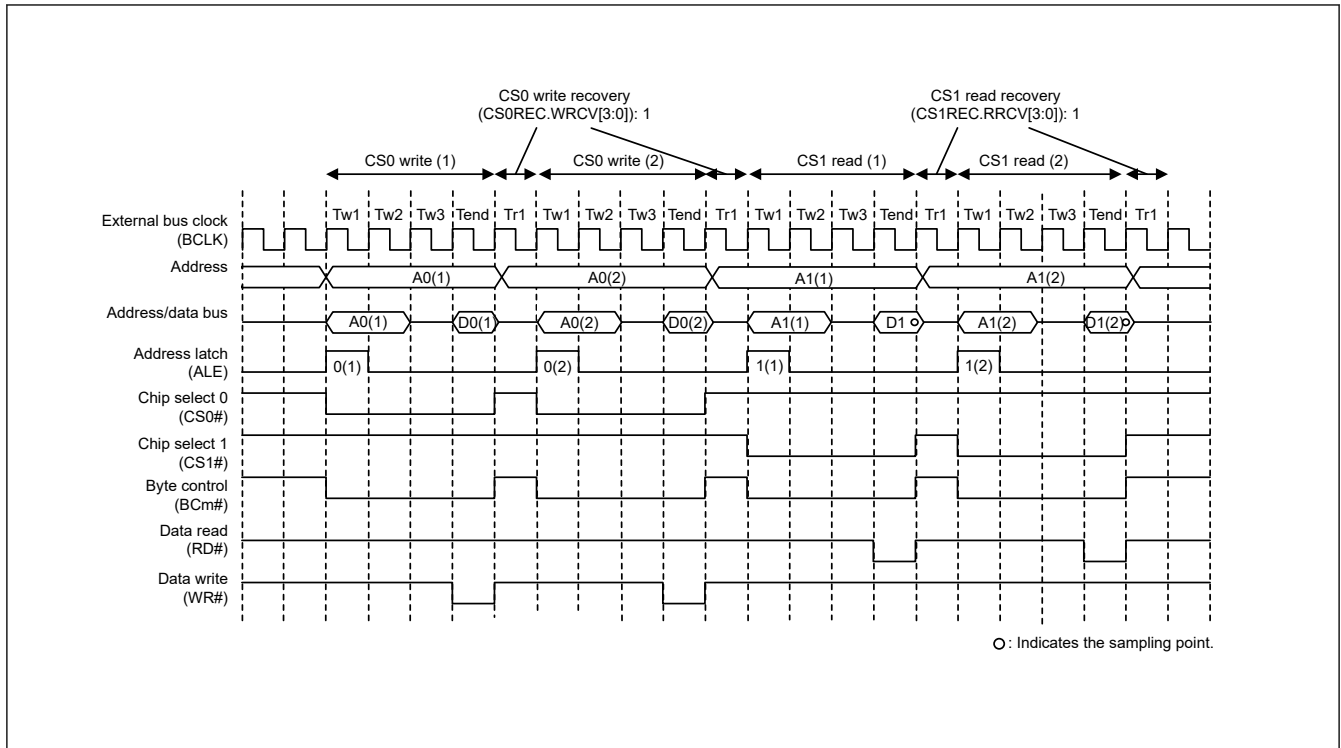 CS0 write recovery
(CS0REC.WRCV[3:0]): 1
CS1 read recovery
(CS1REC.RRCV[3:0]): 1
CS0 write (1)
CS0 write (2)
CS1 read (1)
CS1 read (2)
Tw1 Tw2 Tw3 Tend Tr1 Tw1 Tw2 Tw3 Tend Tr1 Tw1 Tw2 Tw3 Tend Tr1 Tw1 Tw2 Tw3 Tend Tr1
External bus clock
(BCLK)
Address
A0(1) A0(2) A1(1) A1(2)
Address/data bus
A0(1) D0(1) A0(2) D0(2) A1(1) D1 A1(2) D1(2)
Address latch
(ALE)
0(1) 0(2) 1(1) 1(2)
Chip select 0
(CS0#)
Chip select 1
(CS1#)
Byte control
(BCm#)
Data read
(RD#)
Data write
(WR#)
: Indicates the sampling point.